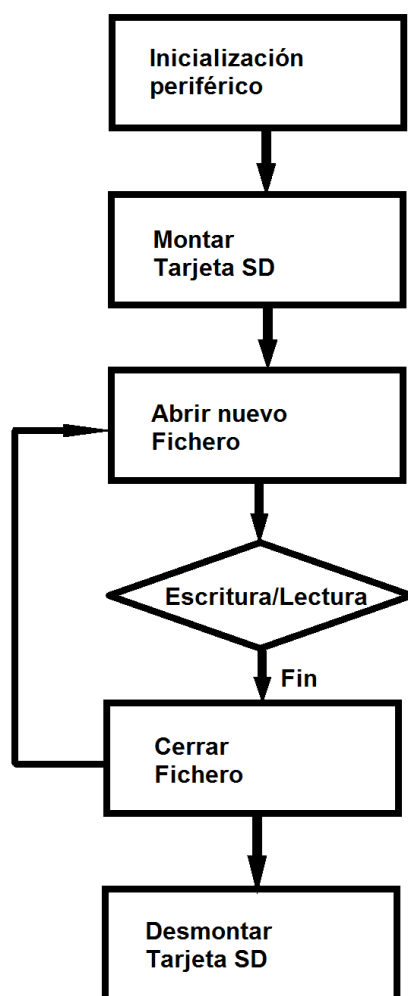 Inicialización
periférico
Montar
Tarjeta SD
Abrir nuevo
Fichero
Escritura/Lectura
Fin
Cerrar
Fichero
Desmontar
Tarjeta SD